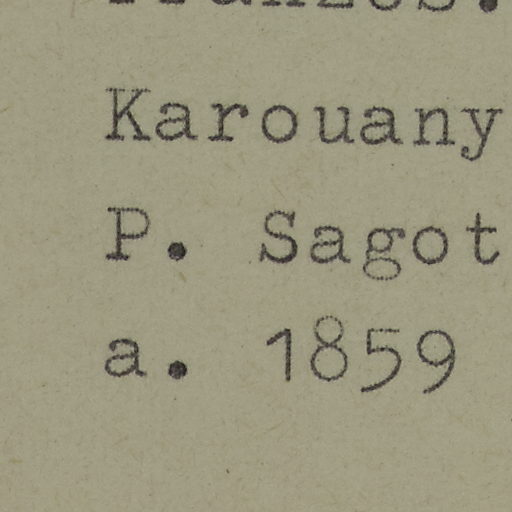 Karouany
P. Sagot
a. 1859